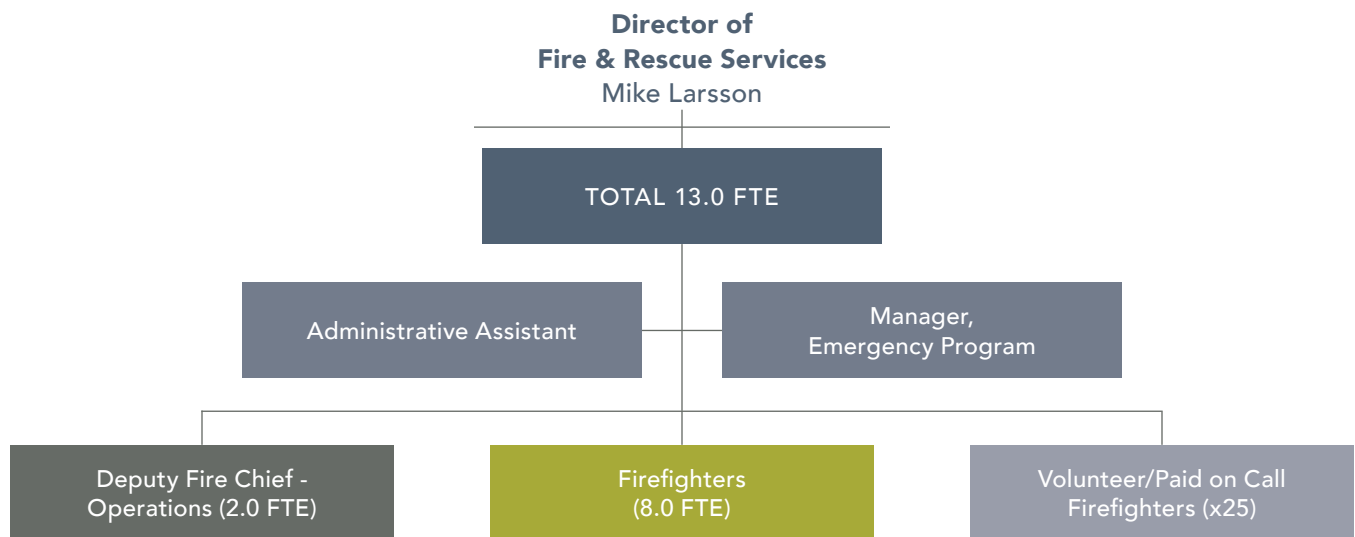 Director of
Fire & Rescue Services
Mike Larsson
TOTAL 13.0 FTE
Administrative Assistant
Manager,
Emergency Program
Deputy Fire Chief -
Operations (2.0 FTE)
Firefighters
(8.0 FTE)
Volunteer/Paid on Call
Firefighters (x25)